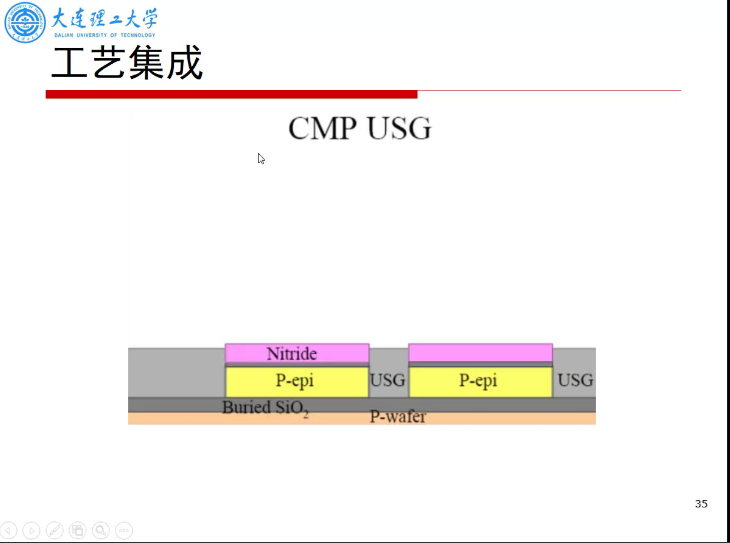 大连理工大学
DALIAN UNIVERSITY OF TECHNOLOGY
工艺集成
CMP USG
Nitride
P-epi USG P-epi USG
Buried SiO₂
P-wafer
35